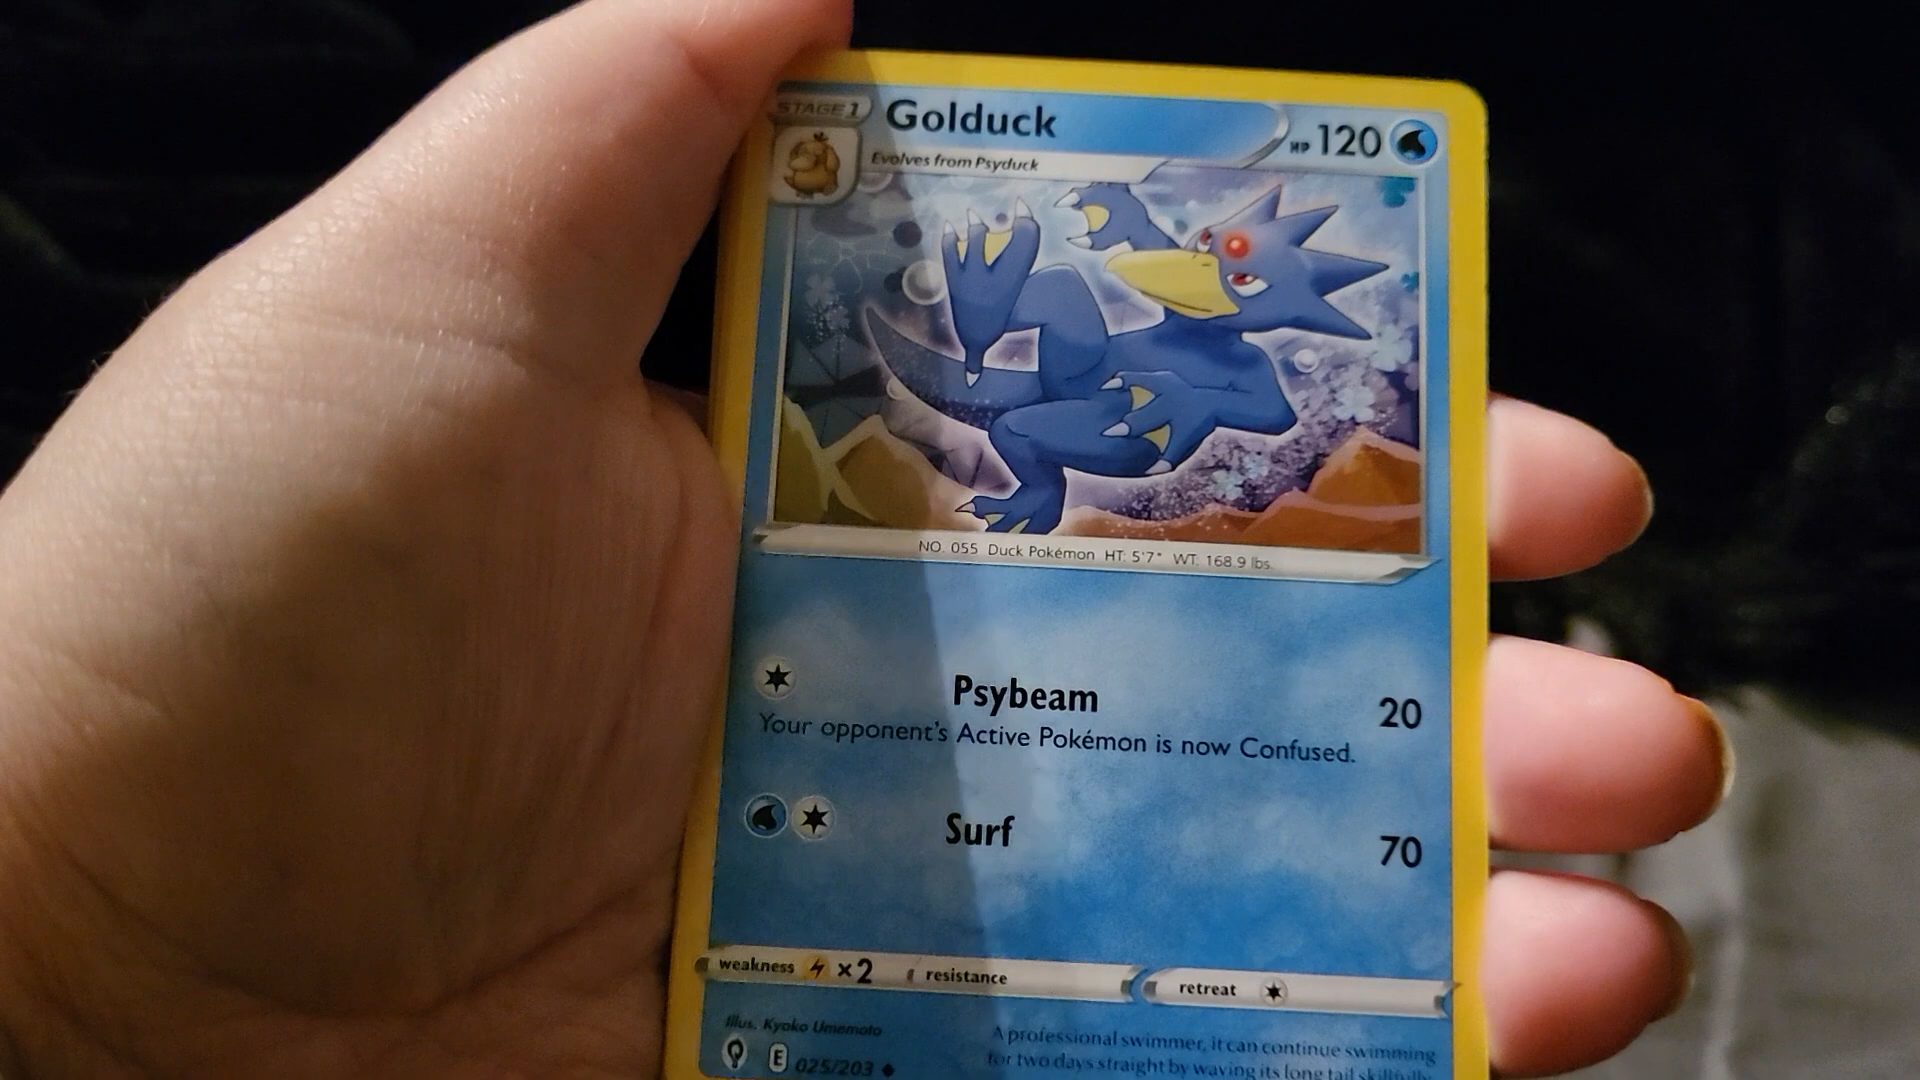 STAGE 1 Golduck HP 120
Evolves from Psyduck
NO. 055 Duck Pokémon HT: 5'7" WT: 168.9 lbs.
Psybeam 20
Your opponent's Active Pokémon is now Confused.
Surf 70
weakness ×2 resistance retreat
Illus. Kyoko Umemoto
E 025/203
A professional swimmer, it can continue swimming
for two days straight by waving its long tail skillfully